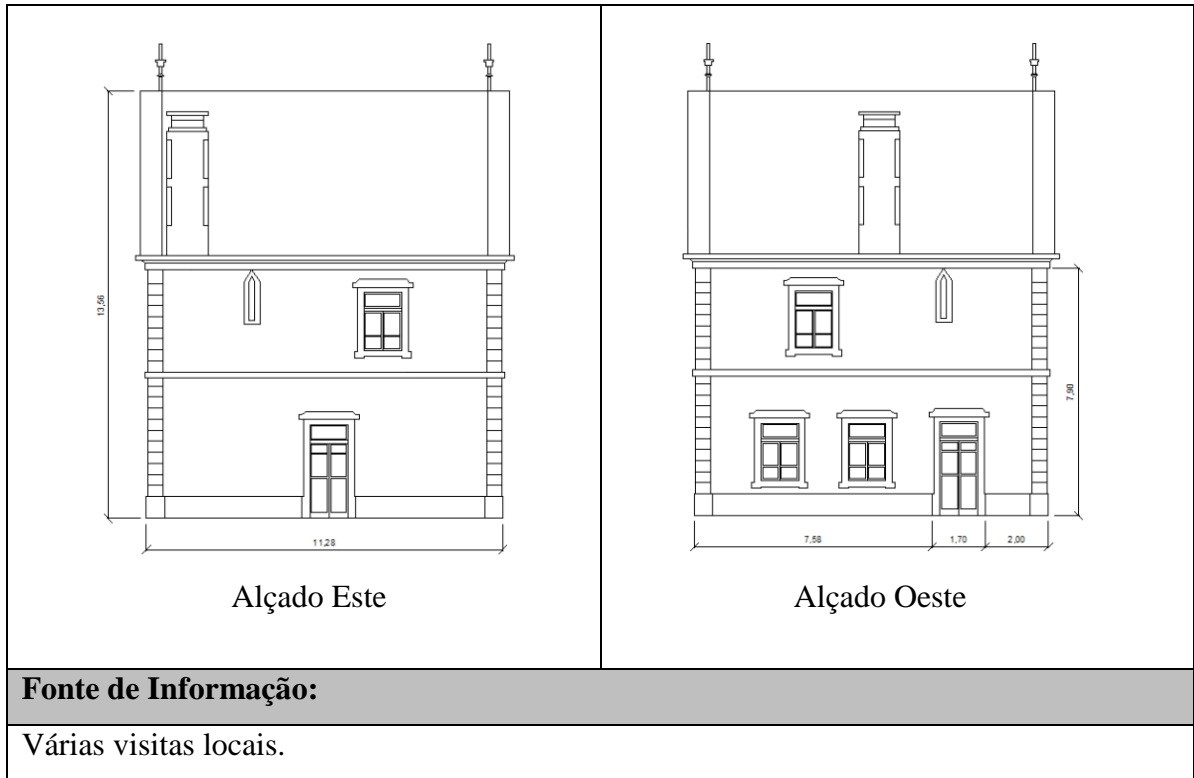 13,56
11,28
Alçado Este
7,90
7,58
1,70
2,00
Alçado Oeste
Fonte de Informação:
Várias visitas locais.